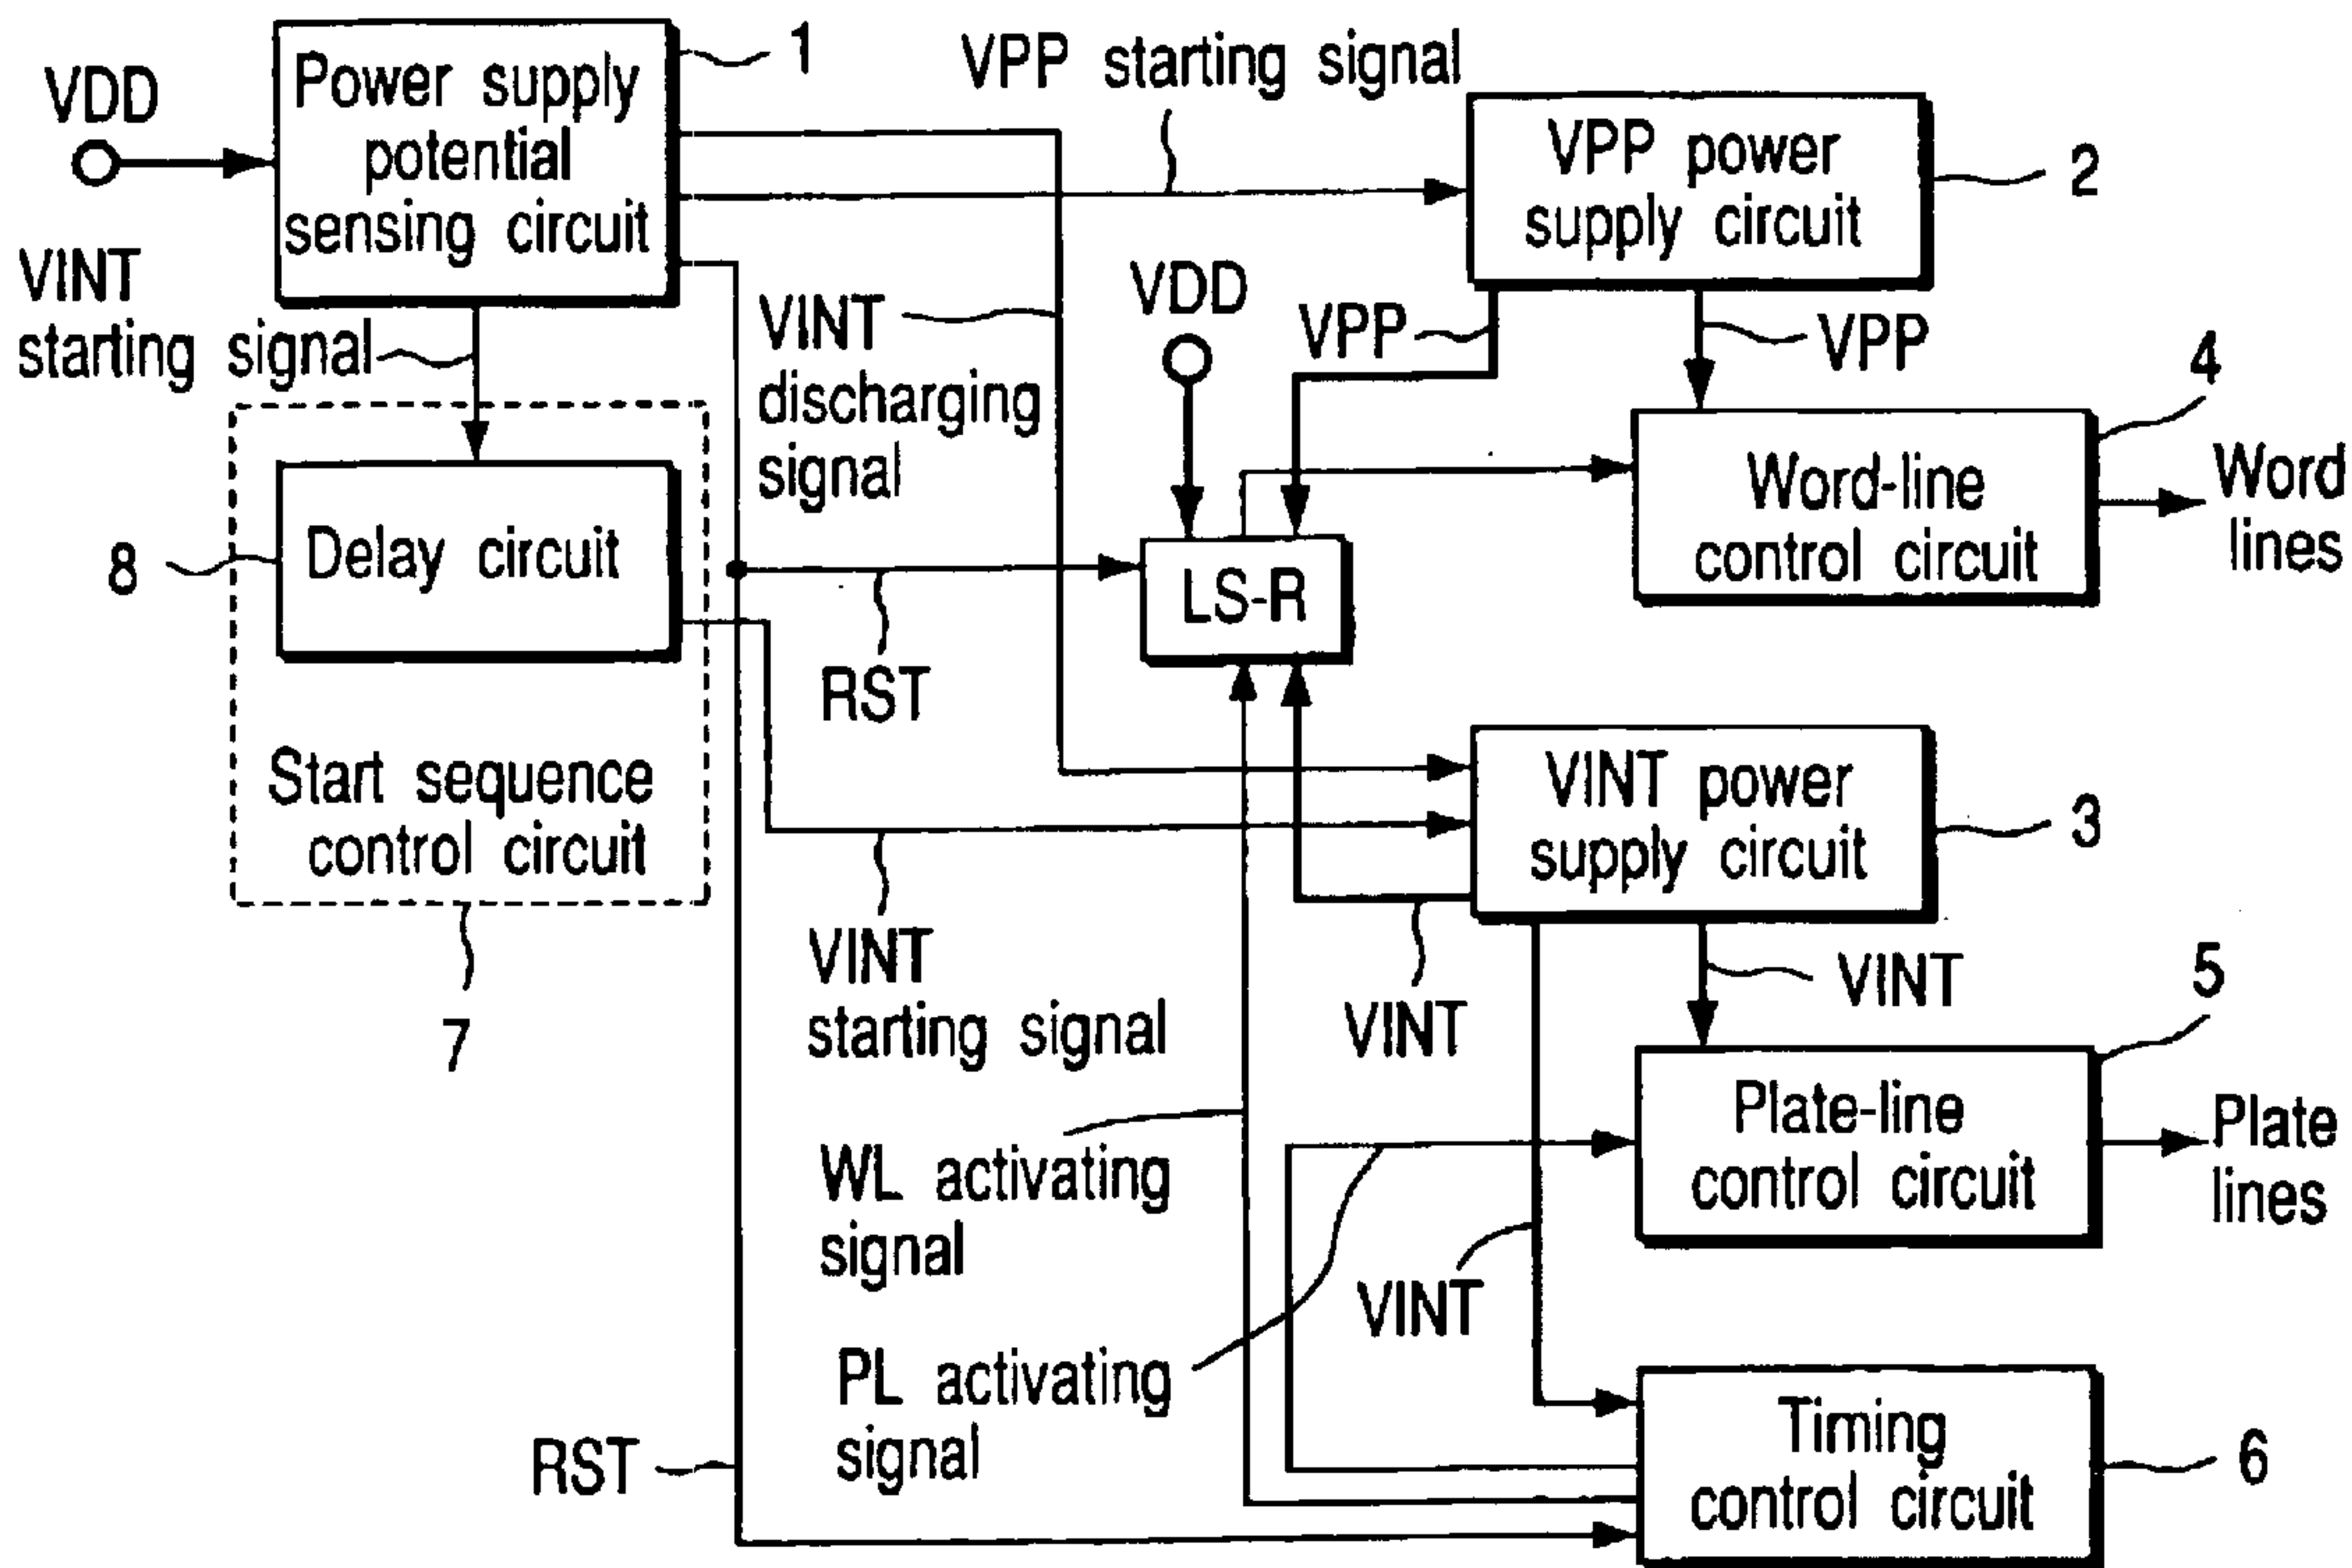 VDD
Power supply
potential
sensing circuit
1
VPP starting signal
VPP power
supply circuit
2
VINT
starting signal
VINT
discharging
signal
VDD
VPP
VPP
4
Word-line
control circuit
Word
lines
8
Delay circuit
LS-R
RST
Start sequence
control circuit
7
VINT power
supply circuit
3
VINT
starting signal
VINT
VINT
5
Plate-line
control circuit
Plate
lines
WL activating
signal
VINT
PL activating
signal
RST
Timing
control circuit
6